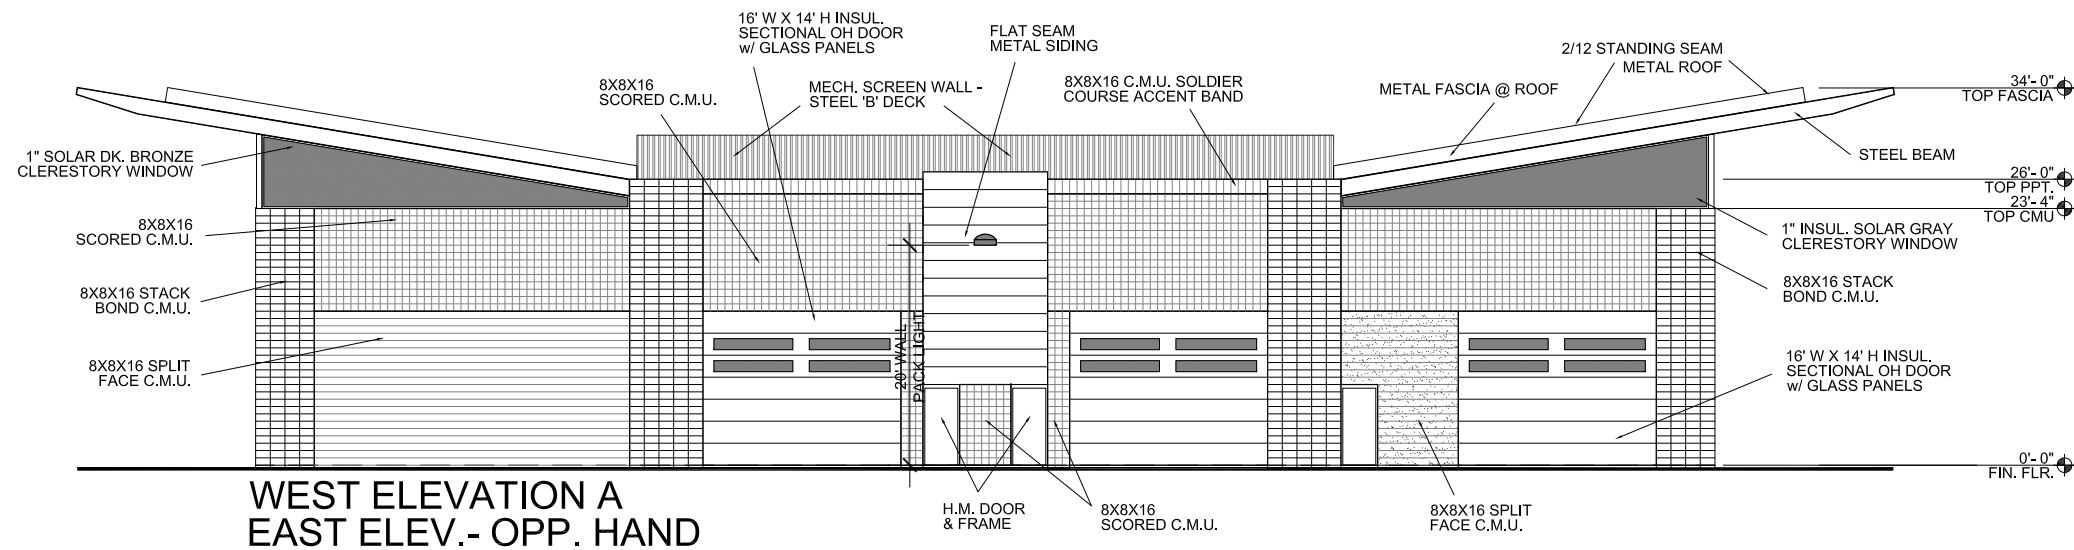 16' W X 14' H INSUL.
SECTIONAL OH DOOR
w/ GLASS PANELS
FLAT SEAM
METAL SIDING
2/12 STANDING SEAM
METAL ROOF
8X8X16
SCORED C.M.U.
MECH. SCREEN WALL -
STEEL 'B' DECK
8X8X16 C.M.U. SOLDIER
COURSE ACCENT BAND
METAL FASCIA @ ROOF
34'- 0"
TOP FASCIA
1" SOLAR DK. BRONZE
CLERESTORY WINDOW
STEEL BEAM
26'- 0"
TOP PPT.
23'- 4"
TOP CMU
8X8X16
SCORED C.M.U.
1" INSUL. SOLAR GRAY
CLERESTORY WINDOW
8X8X16 STACK
BOND C.M.U.
8X8X16 STACK
BOND C.M.U.
20' WALL
PACK LIGHT
8X8X16 SPLIT
FACE C.M.U.
16' W X 14' H INSUL.
SECTIONAL OH DOOR
w/ GLASS PANELS
0'- 0"
FIN. FLR.
WEST ELEVATION A
EAST ELEV.- OPP. HAND
H.M. DOOR
& FRAME
8X8X16
SCORED C.M.U.
8X8X16 SPLIT
FACE C.M.U.